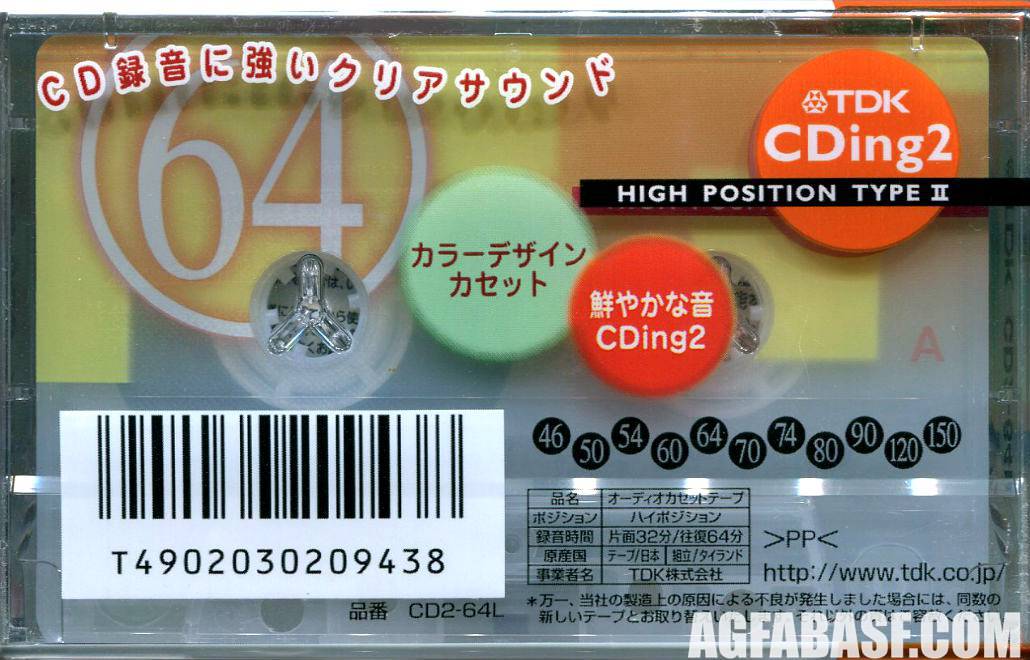 CD録音に強いクリアサウンド
64
TDK
CDing2
HIGH POSITION TYPE II
カラーデザイン
カセット
鮮やかな音
CDing2
A
46 50 54 60 64 70 74 80 90 120 150
T4902030209438
品番 CD2-64L
品名 オーディオカセットテープ
ポジション ハイポジション
録音時間 片面32分/往復64分
原産国 テープ/日本 組立/タイランド
事業者名 TDK株式会社
>PP<
http://www.tdk.co.jp/
*万一、当社の製造上の原因による不良が発生しました場合には、同数の
新しいテープとお取り替え
AGFABASF.COM